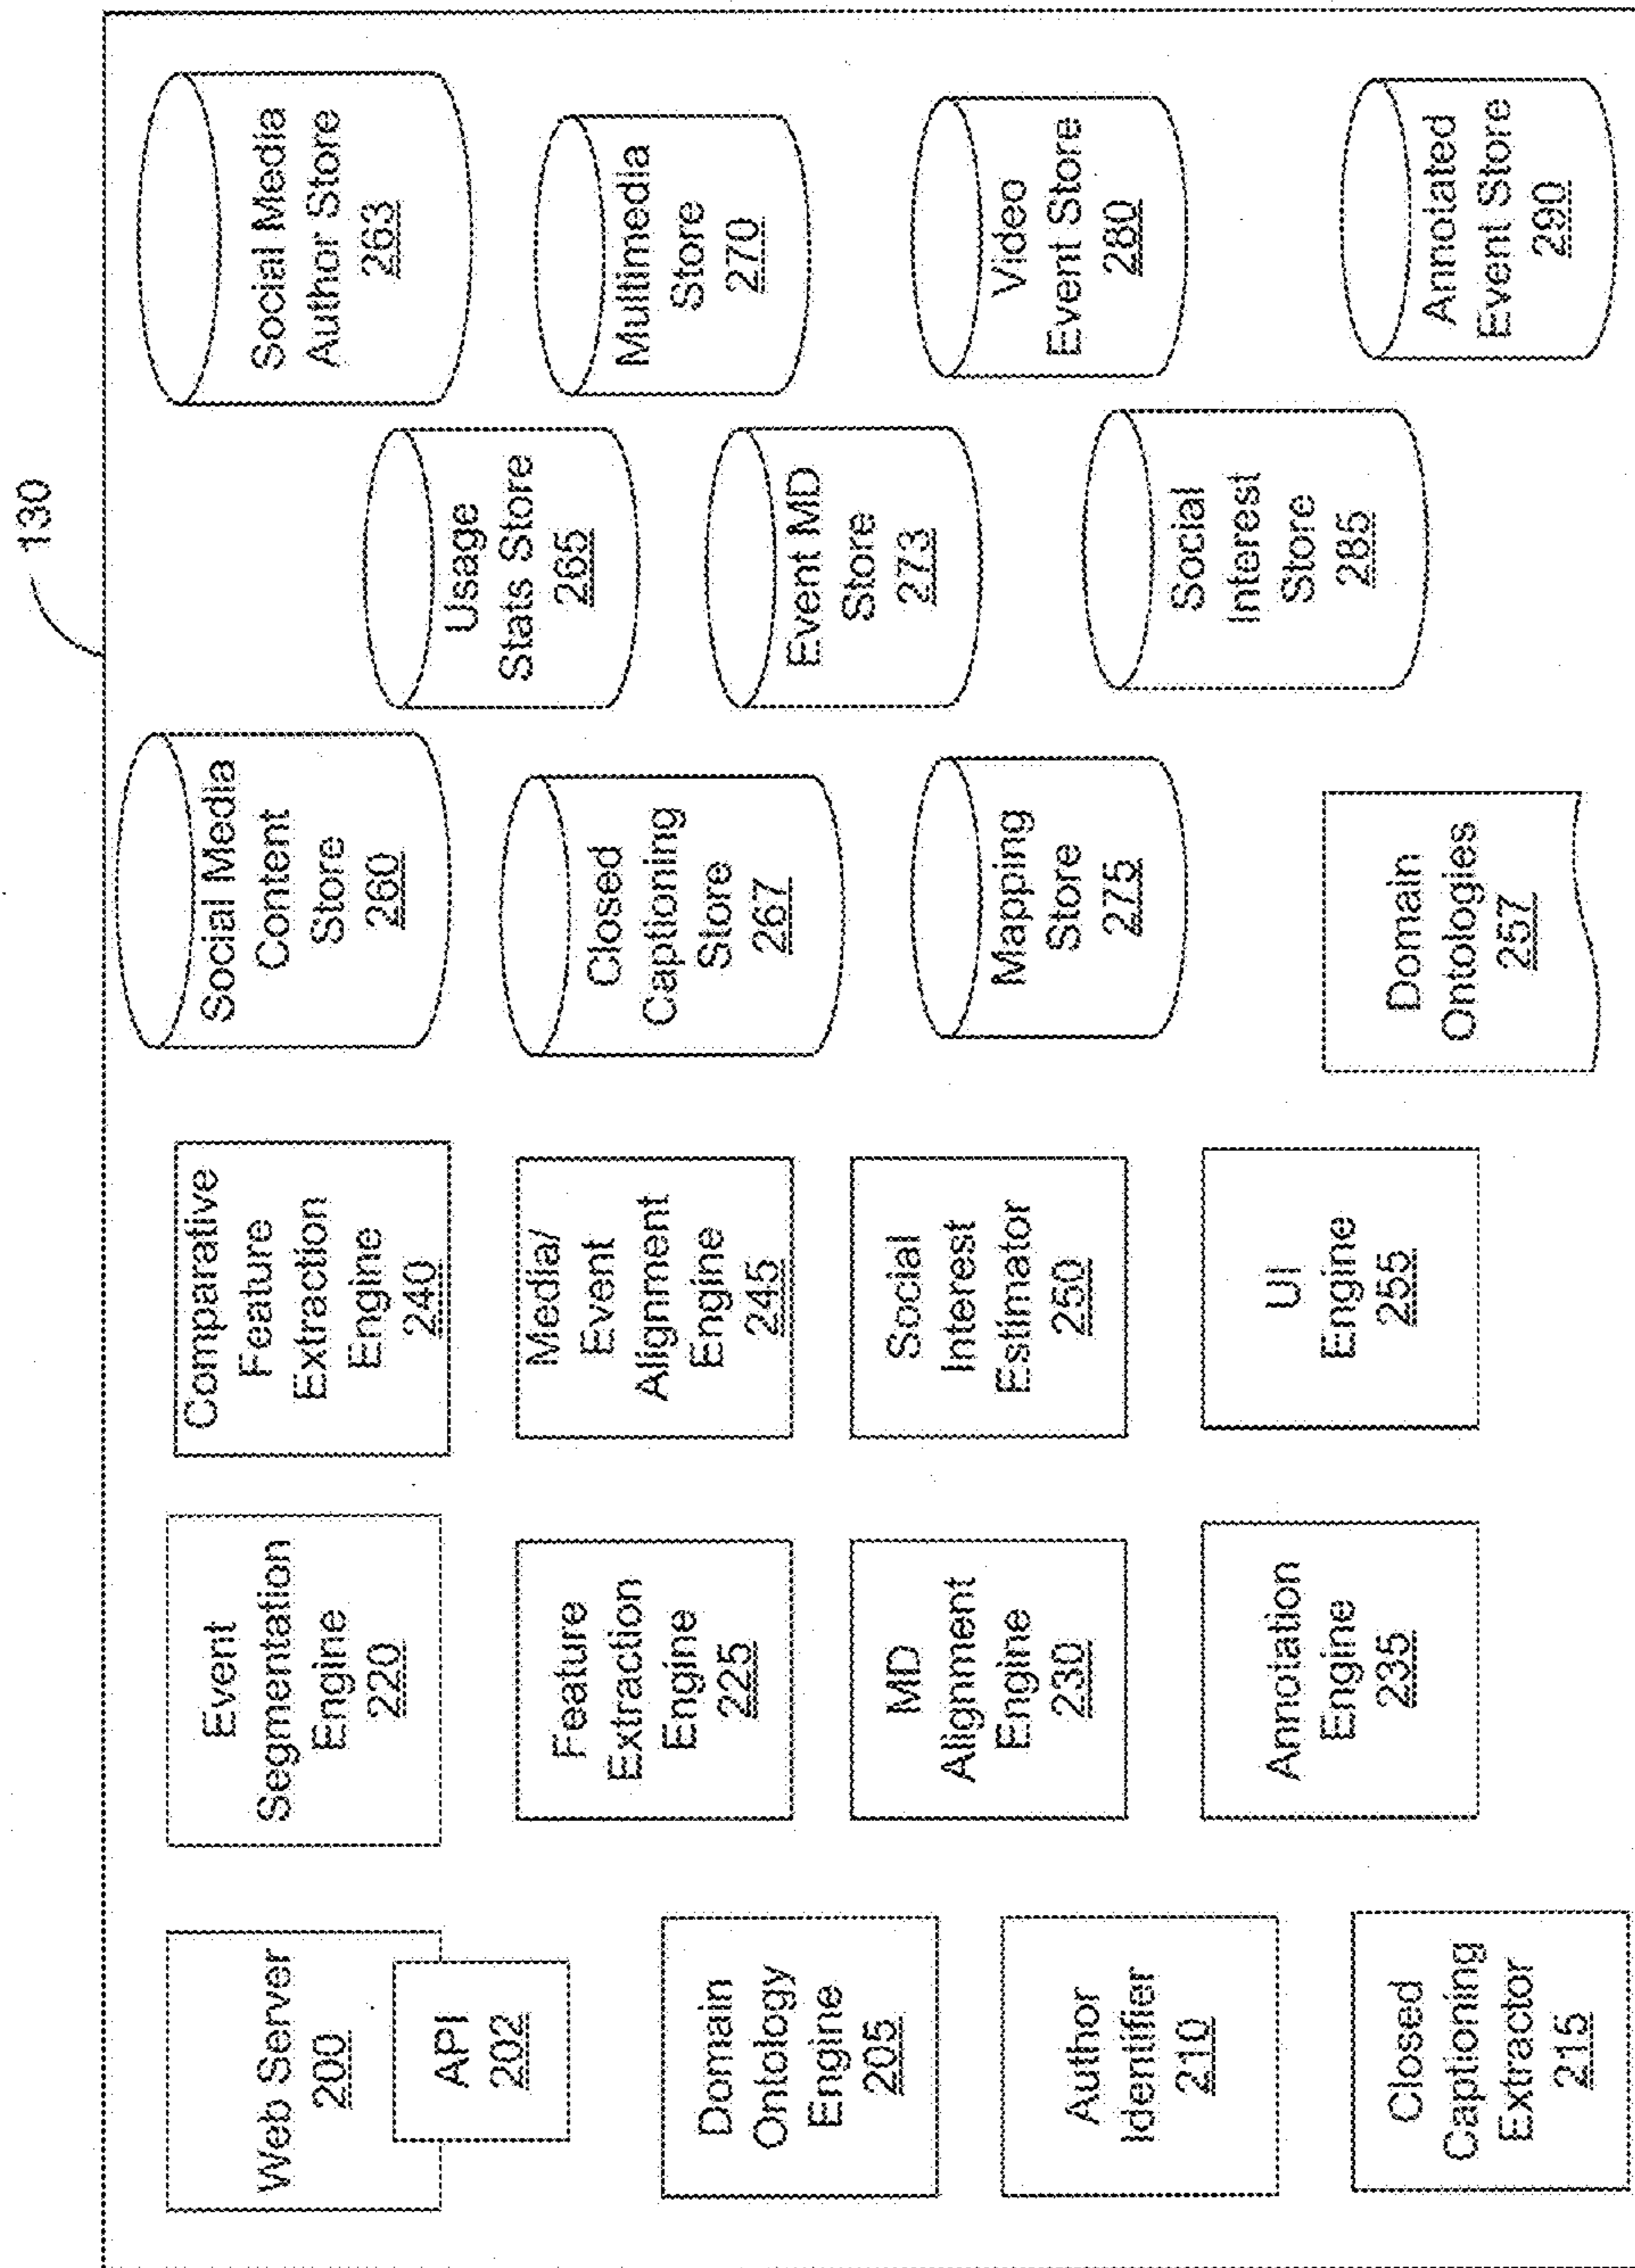 130
Web Server
200
API
202
Domain
Ontology
Engine
205
Author
Identifier
210
Closed
Captioning
Extractor
215
Event
Segmentation
Engine
220
Feature
Extraction
Engine
225
MD
Alignment
Engine
230
Annotation
Engine
235
Comparative
Feature
Extraction
Engine
240
Media/
Event
Alignment
Engine
245
Social
Interest
Estimator
250
UI
Engine
255
Social Media
Content
Store
260
Closed
Captioning
Store
267
Mapping
Store
275
Domain
Ontologies
257
Usage
Stats Store
265
Event MD
Store
273
Social
Interest
Store
285
Social Media
Author Store
263
Multimedia
Store
270
Video
Event Store
280
Annotated
Event Store
290